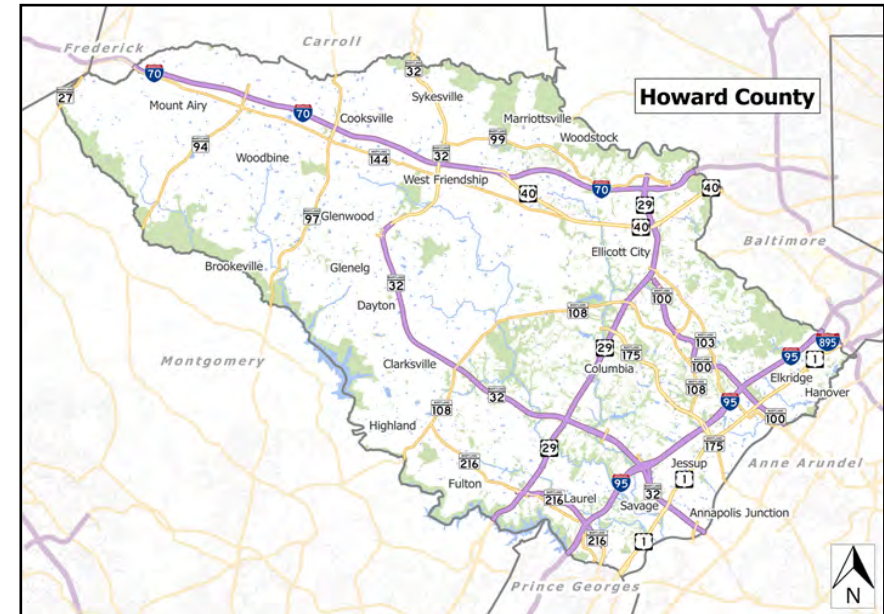 Frederick
Carroll
Howard County
70
32
27
Mount Airy
Sykesville
70
Cooksville
Marriottsville
Woodstock
99
94
32
144
Woodbine
West Friendship
40
70
40
29
97
Glenwood
40
Ellicott City
Baltimore
Brookeville
Glenelg
32
100
Dayton
108
103
895
29
175
95
1
Montgomery
Clarksville
Columbia
100
Elkridge
108
32
95
Hanover
108
100
Highland
29
175
216
Jessup
Anne Arundel
Fulton
95
1
216
Laurel
32
Savage
Annapolis Junction
216
1
Prince Georges
N